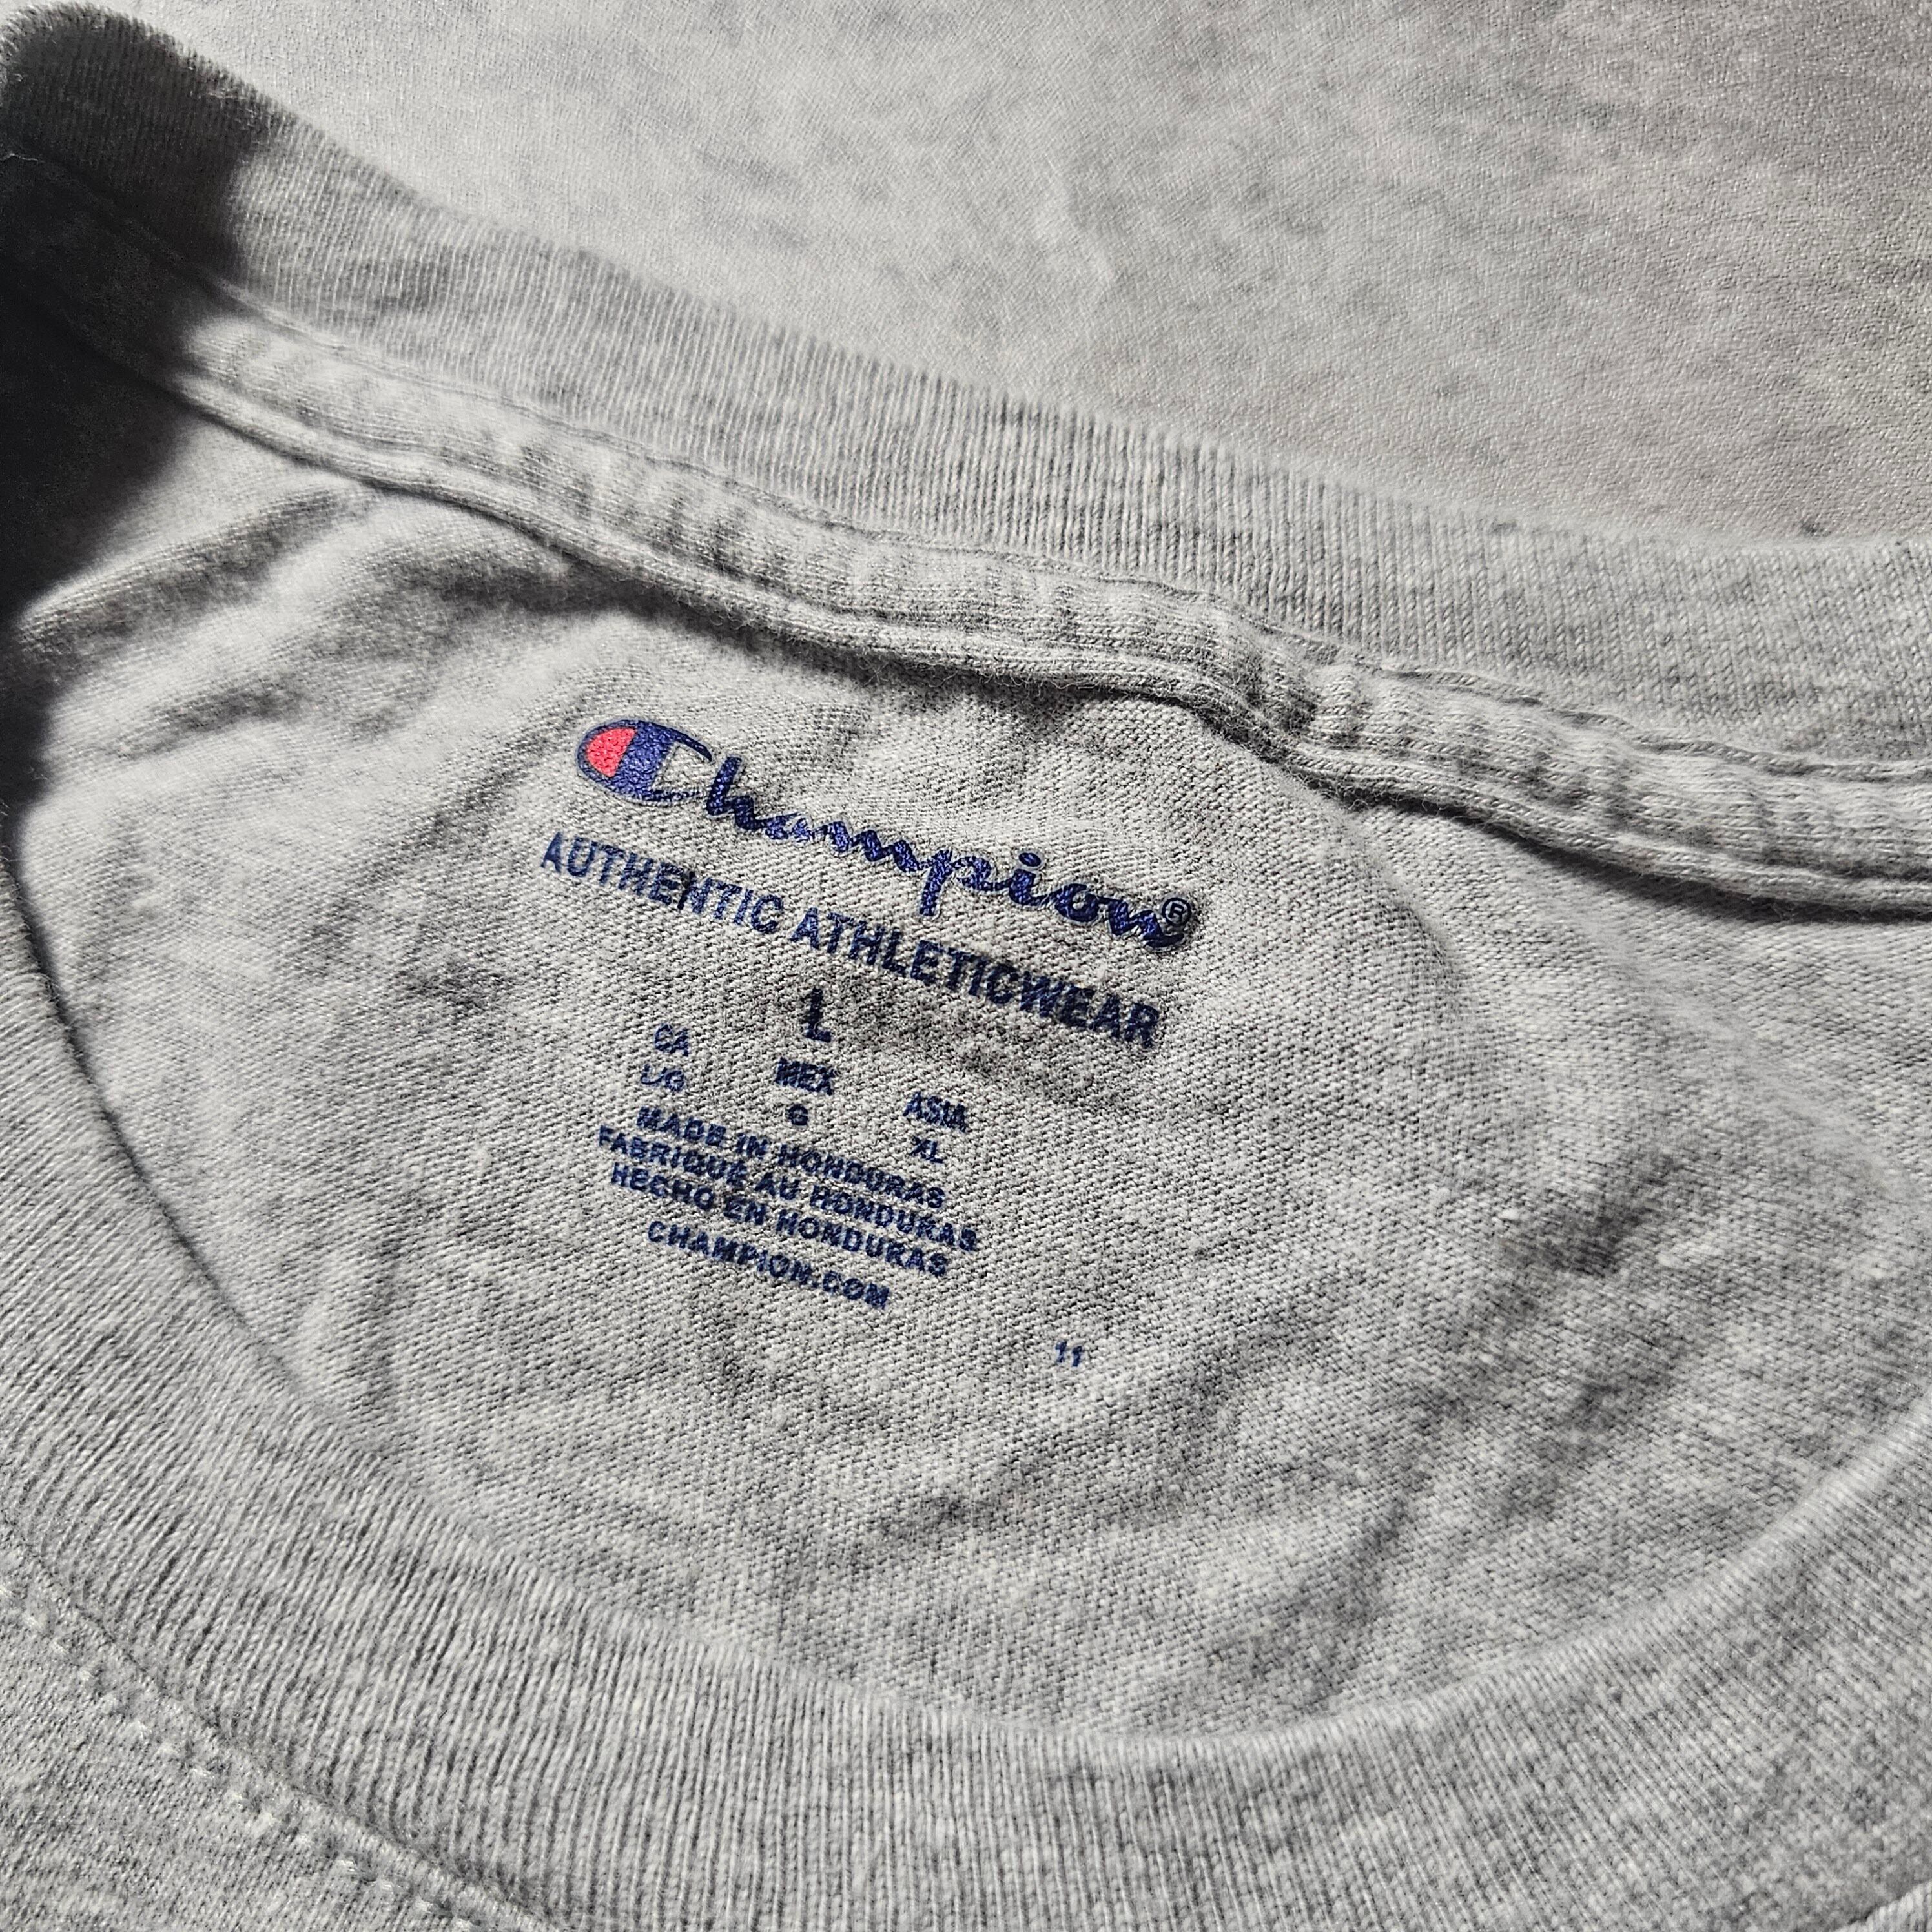 Champion®
AUTHENTIC ATHLETICWEAR
L
CA MEX ASIA
L/G G XL
MADE IN HONDURAS
FABRIQUÉ AU HONDURAS
HECHO EN HONDURAS
CHAMPION.COM
11